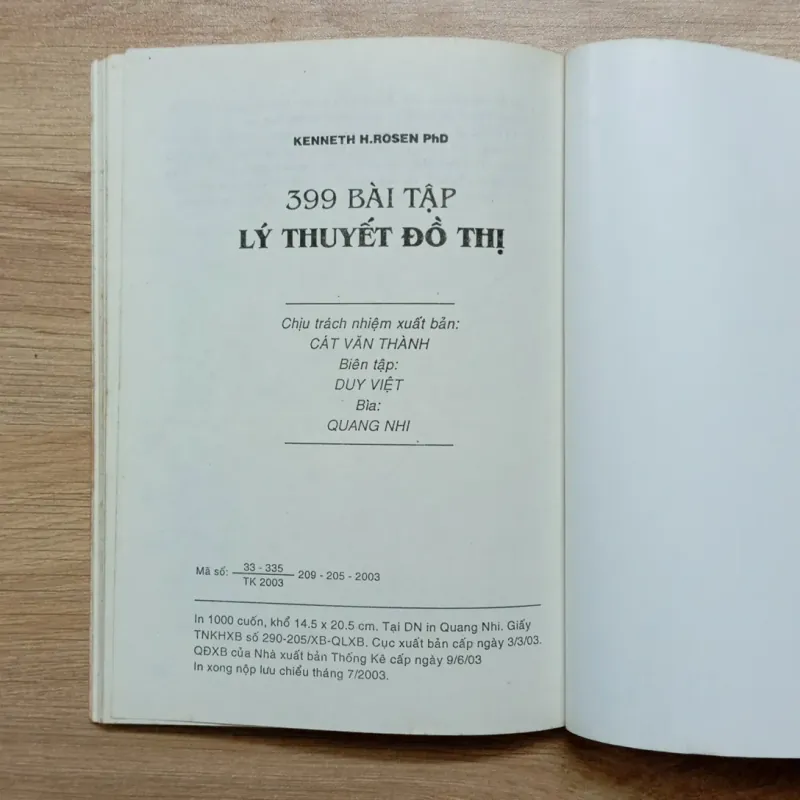 KENNETH H.ROSEN PhD
399 BÀI TẬP
LÝ THUYẾT ĐỒ THỊ
Chịu trách nhiệm xuất bản:
CÁT VĂN THÀNH
Biên tập:
DUY VIỆT
Bìa:
QUANG NHI
Mã số: 33 - 335 / TK 2003 - 209 - 205 - 2003
In 1000 cuốn, khổ 14.5 x 20.5 cm. Tại DN in Quang Nhi. Giấy
TNKHXB số 290-205/XB-QLXB. Cục xuất bản cấp ngày 3/3/03.
QĐXB của Nhà xuất bản Thống Kê cấp ngày 9/6/03
In xong nộp lưu chiểu tháng 7/2003.